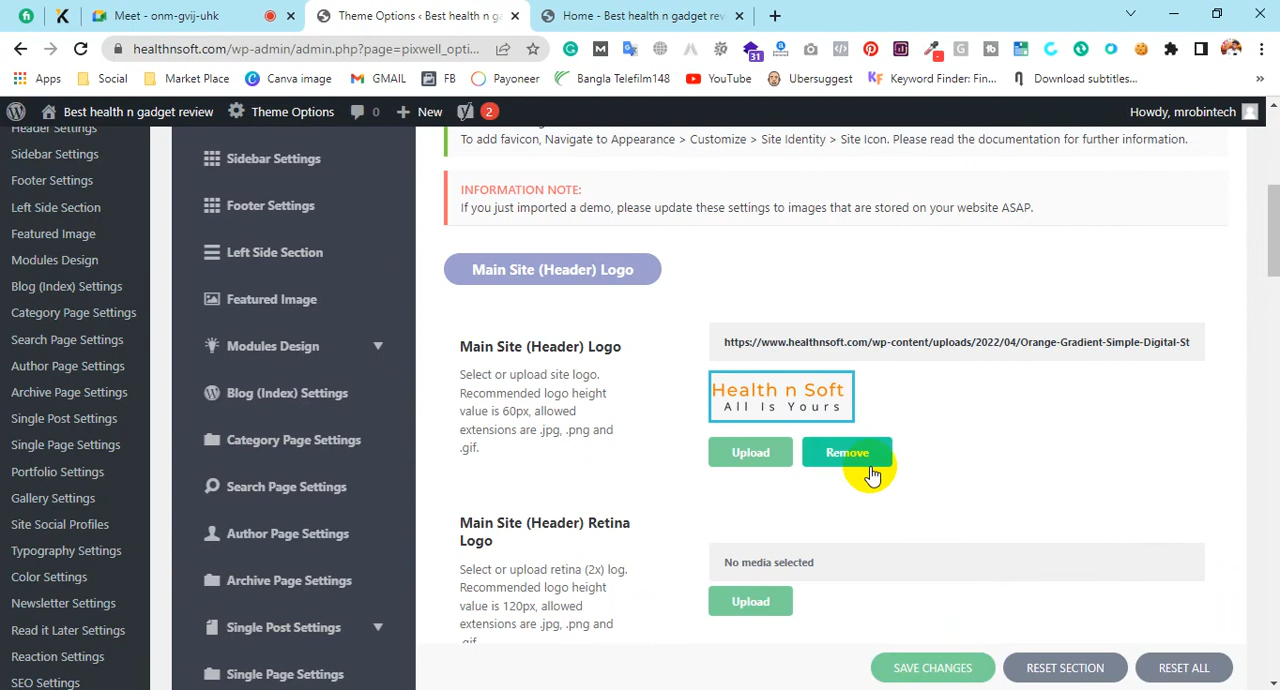 Meet - onm-gvij-uhk
Theme Options ‹ Best health n ga
Home - Best health n gadget rev
healthnsoft.com/wp-admin/admin.php?page=pixwell_opti...
31
Apps
Social
Market Place
Canva image
GMAIL
FB
Payoneer
Bangla Telefilm148
YouTube
Ubersuggest
Keyword Finder: Fin...
Download subtitles...
Best health n gadget review
Theme Options
0
New
2
Howdy, mrobintech
Header Settings
Sidebar Settings
Footer Settings
Left Side Section
Featured Image
Modules Design
Blog (Index) Settings
Category Page Settings
Search Page Settings
Author Page Settings
Archive Page Settings
Single Post Settings
Single Page Settings
Portfolio Settings
Gallery Settings
Site Social Profiles
Typography Settings
Color Settings
Newsletter Settings
Read it Later Settings
Reaction Settings
SEO Settings
Sidebar Settings
Footer Settings
Left Side Section
Featured Image
Modules Design
Blog (Index) Settings
Category Page Settings
Search Page Settings
Author Page Settings
Archive Page Settings
Single Post Settings
Single Page Settings
To add favicon, Navigate to Appearance > Customize > Site Identity > Site Icon. Please read the documentation for further information.
INFORMATION NOTE:
If you just imported a demo, please update these settings to images that are stored on your website ASAP.
Main Site (Header) Logo
Main Site (Header) Logo
Select or upload site logo.
Recommended logo height
value is 60px, allowed
extensions are .jpg, .png and
.gif.
https://www.healthnsoft.com/wp-content/uploads/2022/04/Orange-Gradient-Simple-Digital-St
Health n Soft
All Is Yours
Upload
Remove
Main Site (Header) Retina
Logo
Select or upload retina (2x) log.
Recommended logo height
value is 120px, allowed
extensions are .jpg, .png and
.gif.
No media selected
Upload
SAVE CHANGES
RESET SECTION
RESET ALL